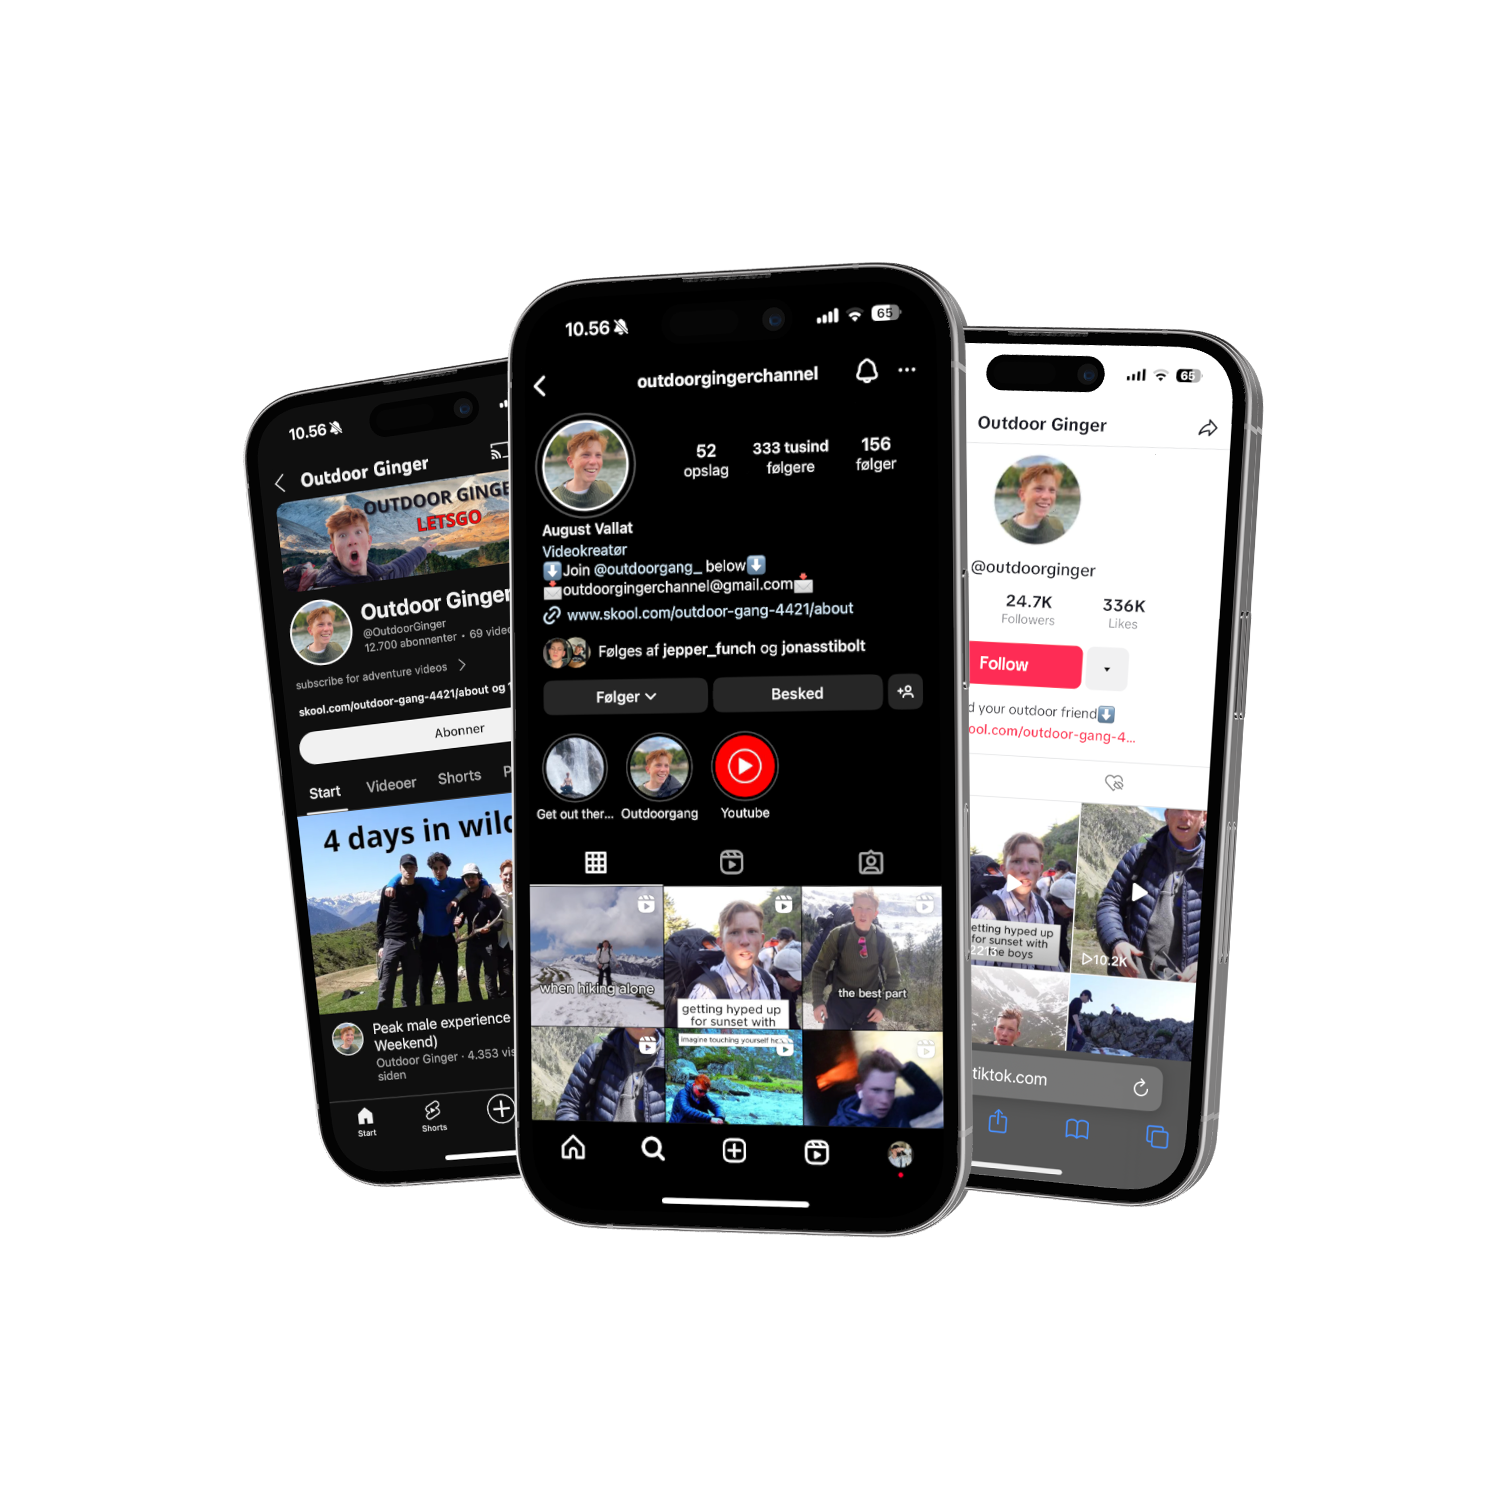 10.56
Outdoor Ginger
OUTDOOR GINGE
LETSGO
Outdoor Ginger
@OutdoorGinger
12.700 abonnenter • 69 videc
subscribe for adventure videos
skool.com/outdoor-gang-4421/about og
Abonner
Start Videoer Shorts P
4 days in wild
Peak male experience
Weekend)
Outdoor Ginger · 4.353 vis
siden
Start Shorts
10.56 65
outdoorgingerchannel
52 333 tusind 156
opslag følgere følger
August Vallat
Videokreatør
⬇️Join @outdoorgang_ below⬇️
📩outdoorgingerchannel@gmail.com📩
www.skool.com/outdoor-gang-4421/about
Følges af jepper_funch og jonasstibolt
Følger Besked
Get out ther... Outdoorgang Youtube
when hiking alone
getting hyped up
for sunset with
the best part
imagine touching yourself
65
Outdoor Ginger
@outdoorginger
24.7K 336K
Followers Likes
Follow
d your outdoor friend⬇️
ool.com/outdoor-gang-4...
etting hyped up
for sunset with
e boys
10.2K
tiktok.com